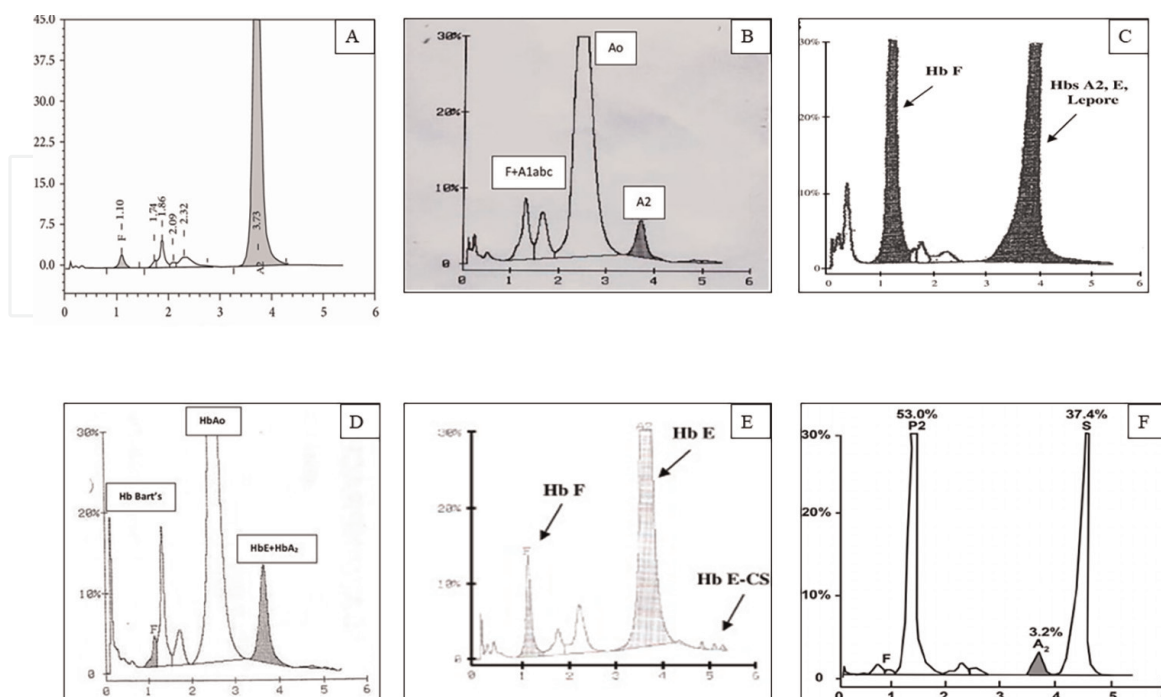 A
45.0
37.5
30.0
22.5
15.0
7.5
0.0
F – 1.10
1.74
1.86
2.09
2.32
3.73
A2
0 1 2 3 4 5 6
B
30%
20%
10%
0%
Ao
F+A1abc
A2
0 1 2 3 4 5 6
C
30%
20%
10%
0
Hb F
Hbs A2, E,
Lepore
0 1 2 3 4 5 6
D
30%
20%
10%
0%
HbAo
Hb Bart's
HbE+HbA₂
F
0 1 2 3 4 5 6
E
30%
20%
10%
0%
Hb E
Hb F
Hb E-CS
0 1 2 3 4 5 6
F
30%
20%
10%
0
53.0%
P2
37.4%
S
3.2%
A₂
F
0 1 2 3 4 5